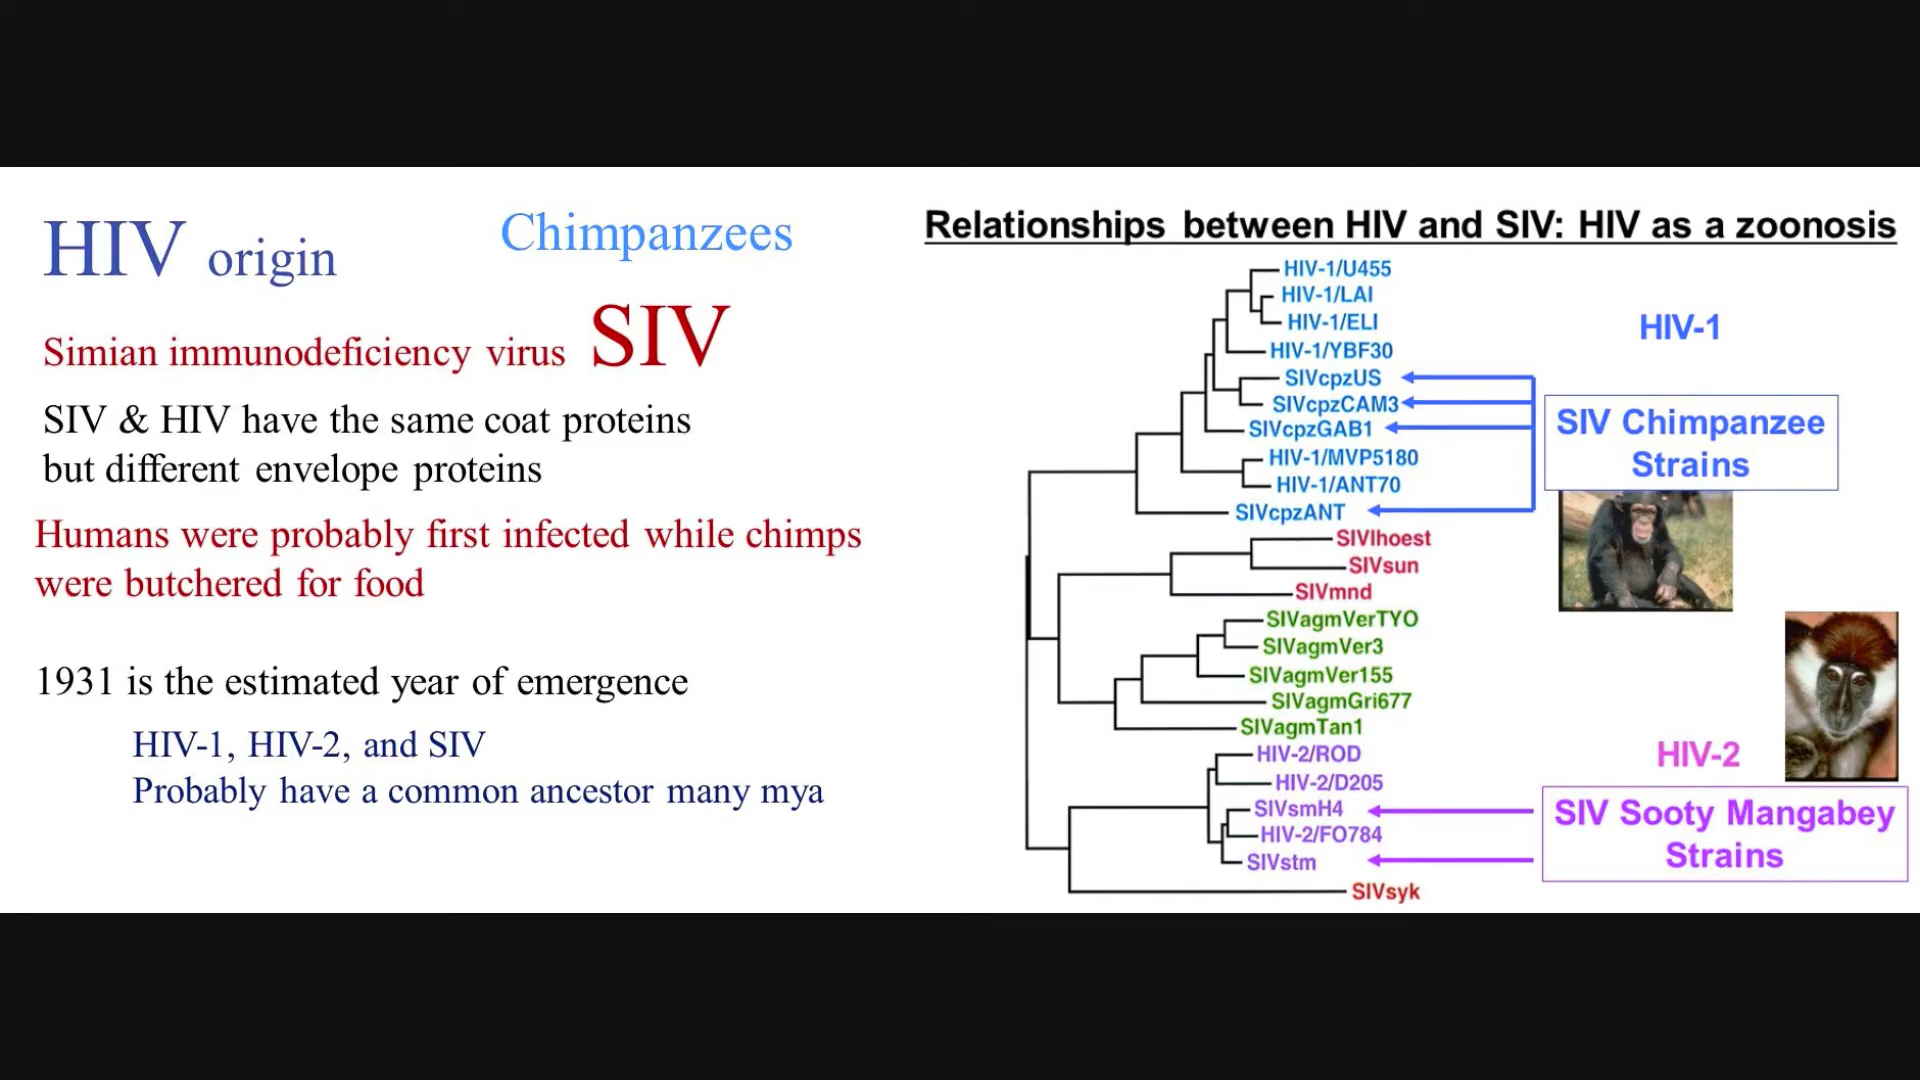 HIV origin
Chimpanzees
Simian immunodeficiency virus SIV
SIV & HIV have the same coat proteins
but different envelope proteins
Humans were probably first infected while chimps
were butchered for food
1931 is the estimated year of emergence
HIV-1, HIV-2, and SIV
Probably have a common ancestor many mya
Relationships between HIV and SIV: HIV as a zoonosis
HIV-1/U455
HIV-1/LAI
HIV-1/ELI
HIV-1/YBF30
SIVcpzUS
SIVcpzCAM3
SIVcpzGAB1
HIV-1/MVP5180
HIV-1/ANT70
SIVcpzANT
SIVlhoest
SIVsun
SIVmnd
SIVagmVerTYO
SIVagmVer3
SIVagmVer155
SIVagmGri677
SIVagmTan1
HIV-2/ROD
HIV-2/D205
SIVsmH4
HIV-2/FO784
SIVstm
SIVsyk
HIV-1
SIV Chimpanzee
Strains
HIV-2
SIV Sooty Mangabey
Strains